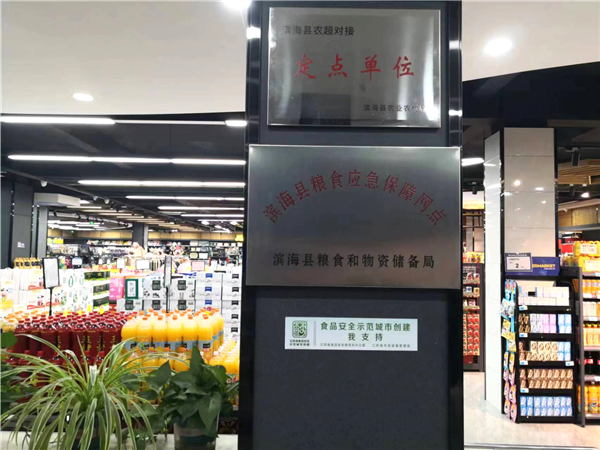 滨海县农超对接
定点单位
滨海县农业农村
滨海县粮食应急保障网点
滨海县粮食和物资储备局
食品安全示范城市创建
我支持